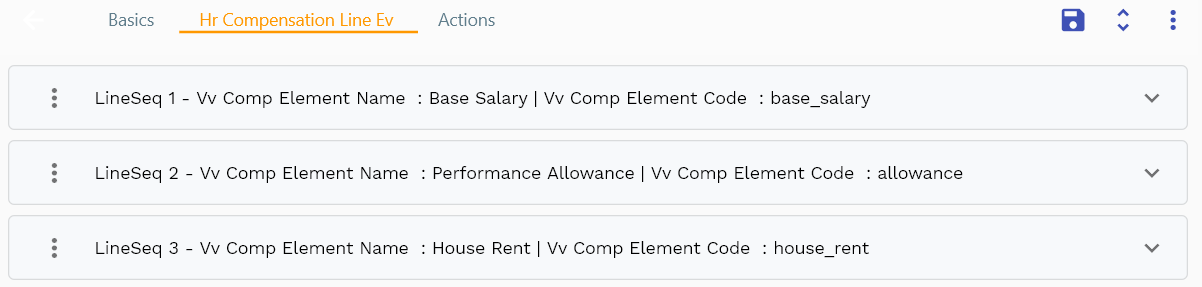 Basics Hr Compensation Line Ev Actions
LineSeq 1 - Vv Comp Element Name : Base Salary | Vv Comp Element Code : base_salary
LineSeq 2 - Vv Comp Element Name : Performance Allowance | Vv Comp Element Code : allowance
LineSeq 3 - Vv Comp Element Name : House Rent | Vv Comp Element Code : house_rent